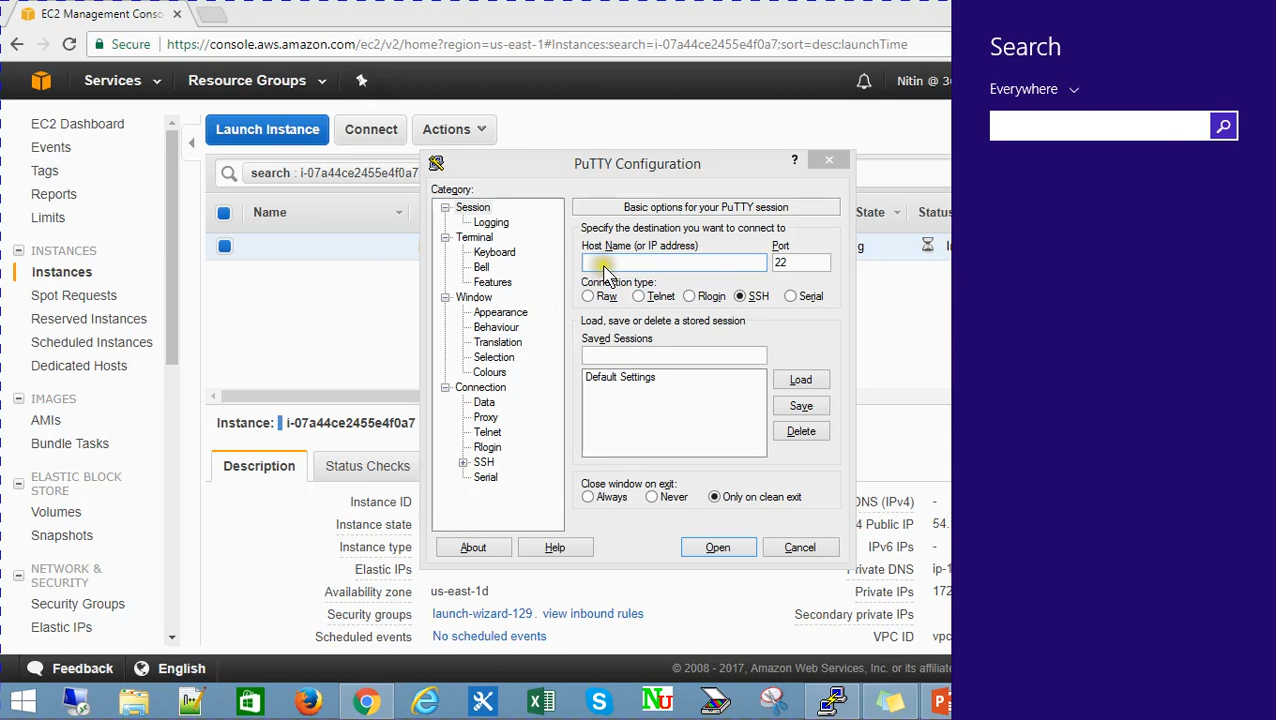 EC2 Management Conso
Secure
https://console.aws.amazon.com/ec2/v2/home?region=us-east-1#Instances:search=i-07a44ce2455e4f0a7;sort=desc:launchTime
Services
Resource Groups
Nitin @ 30
EC2 Dashboard
Events
Tags
Reports
Limits
INSTANCES
Instances
Spot Requests
Reserved Instances
Scheduled Instances
Dedicated Hosts
IMAGES
AMIs
Bundle Tasks
ELASTIC BLOCK
STORE
Volumes
Snapshots
NETWORK &
SECURITY
Security Groups
Elastic IPs
Launch Instance
Connect
Actions
search : i-07a44ce2455e4f0a7
Name
State
Status
g
In
Instance:
i-07a44ce2455e4f0a7
Description
Status Checks
Instance ID
Instance state
Instance type
Elastic IPs
Availability zone
us-east-1d
Security groups
launch-wizard-129 . view inbound rules
Scheduled events
No scheduled events
DNS (IPv4)
-
4 Public IP
54.
IPv6 IPs
-
Private DNS
ip-1
Private IPs
172
Secondary private IPs
VPC ID
vpc
PuTTY Configuration
?
Category:
Session
Logging
Terminal
Keyboard
Bell
Features
Window
Appearance
Behaviour
Translation
Selection
Colours
Connection
Data
Proxy
Telnet
Rlogin
SSH
Serial
Basic options for your PuTTY session
Specify the destination you want to connect to
Host Name (or IP address)
Port
22
Connection type:
Raw
Telnet
Rlogin
SSH
Serial
Load, save or delete a stored session
Saved Sessions
Default Settings
Load
Save
Delete
Close window on exit:
Always
Never
Only on clean exit
About
Help
Open
Cancel
Search
Everywhere
Feedback
English
© 2008 - 2017, Amazon Web Services, Inc. or its affiliate